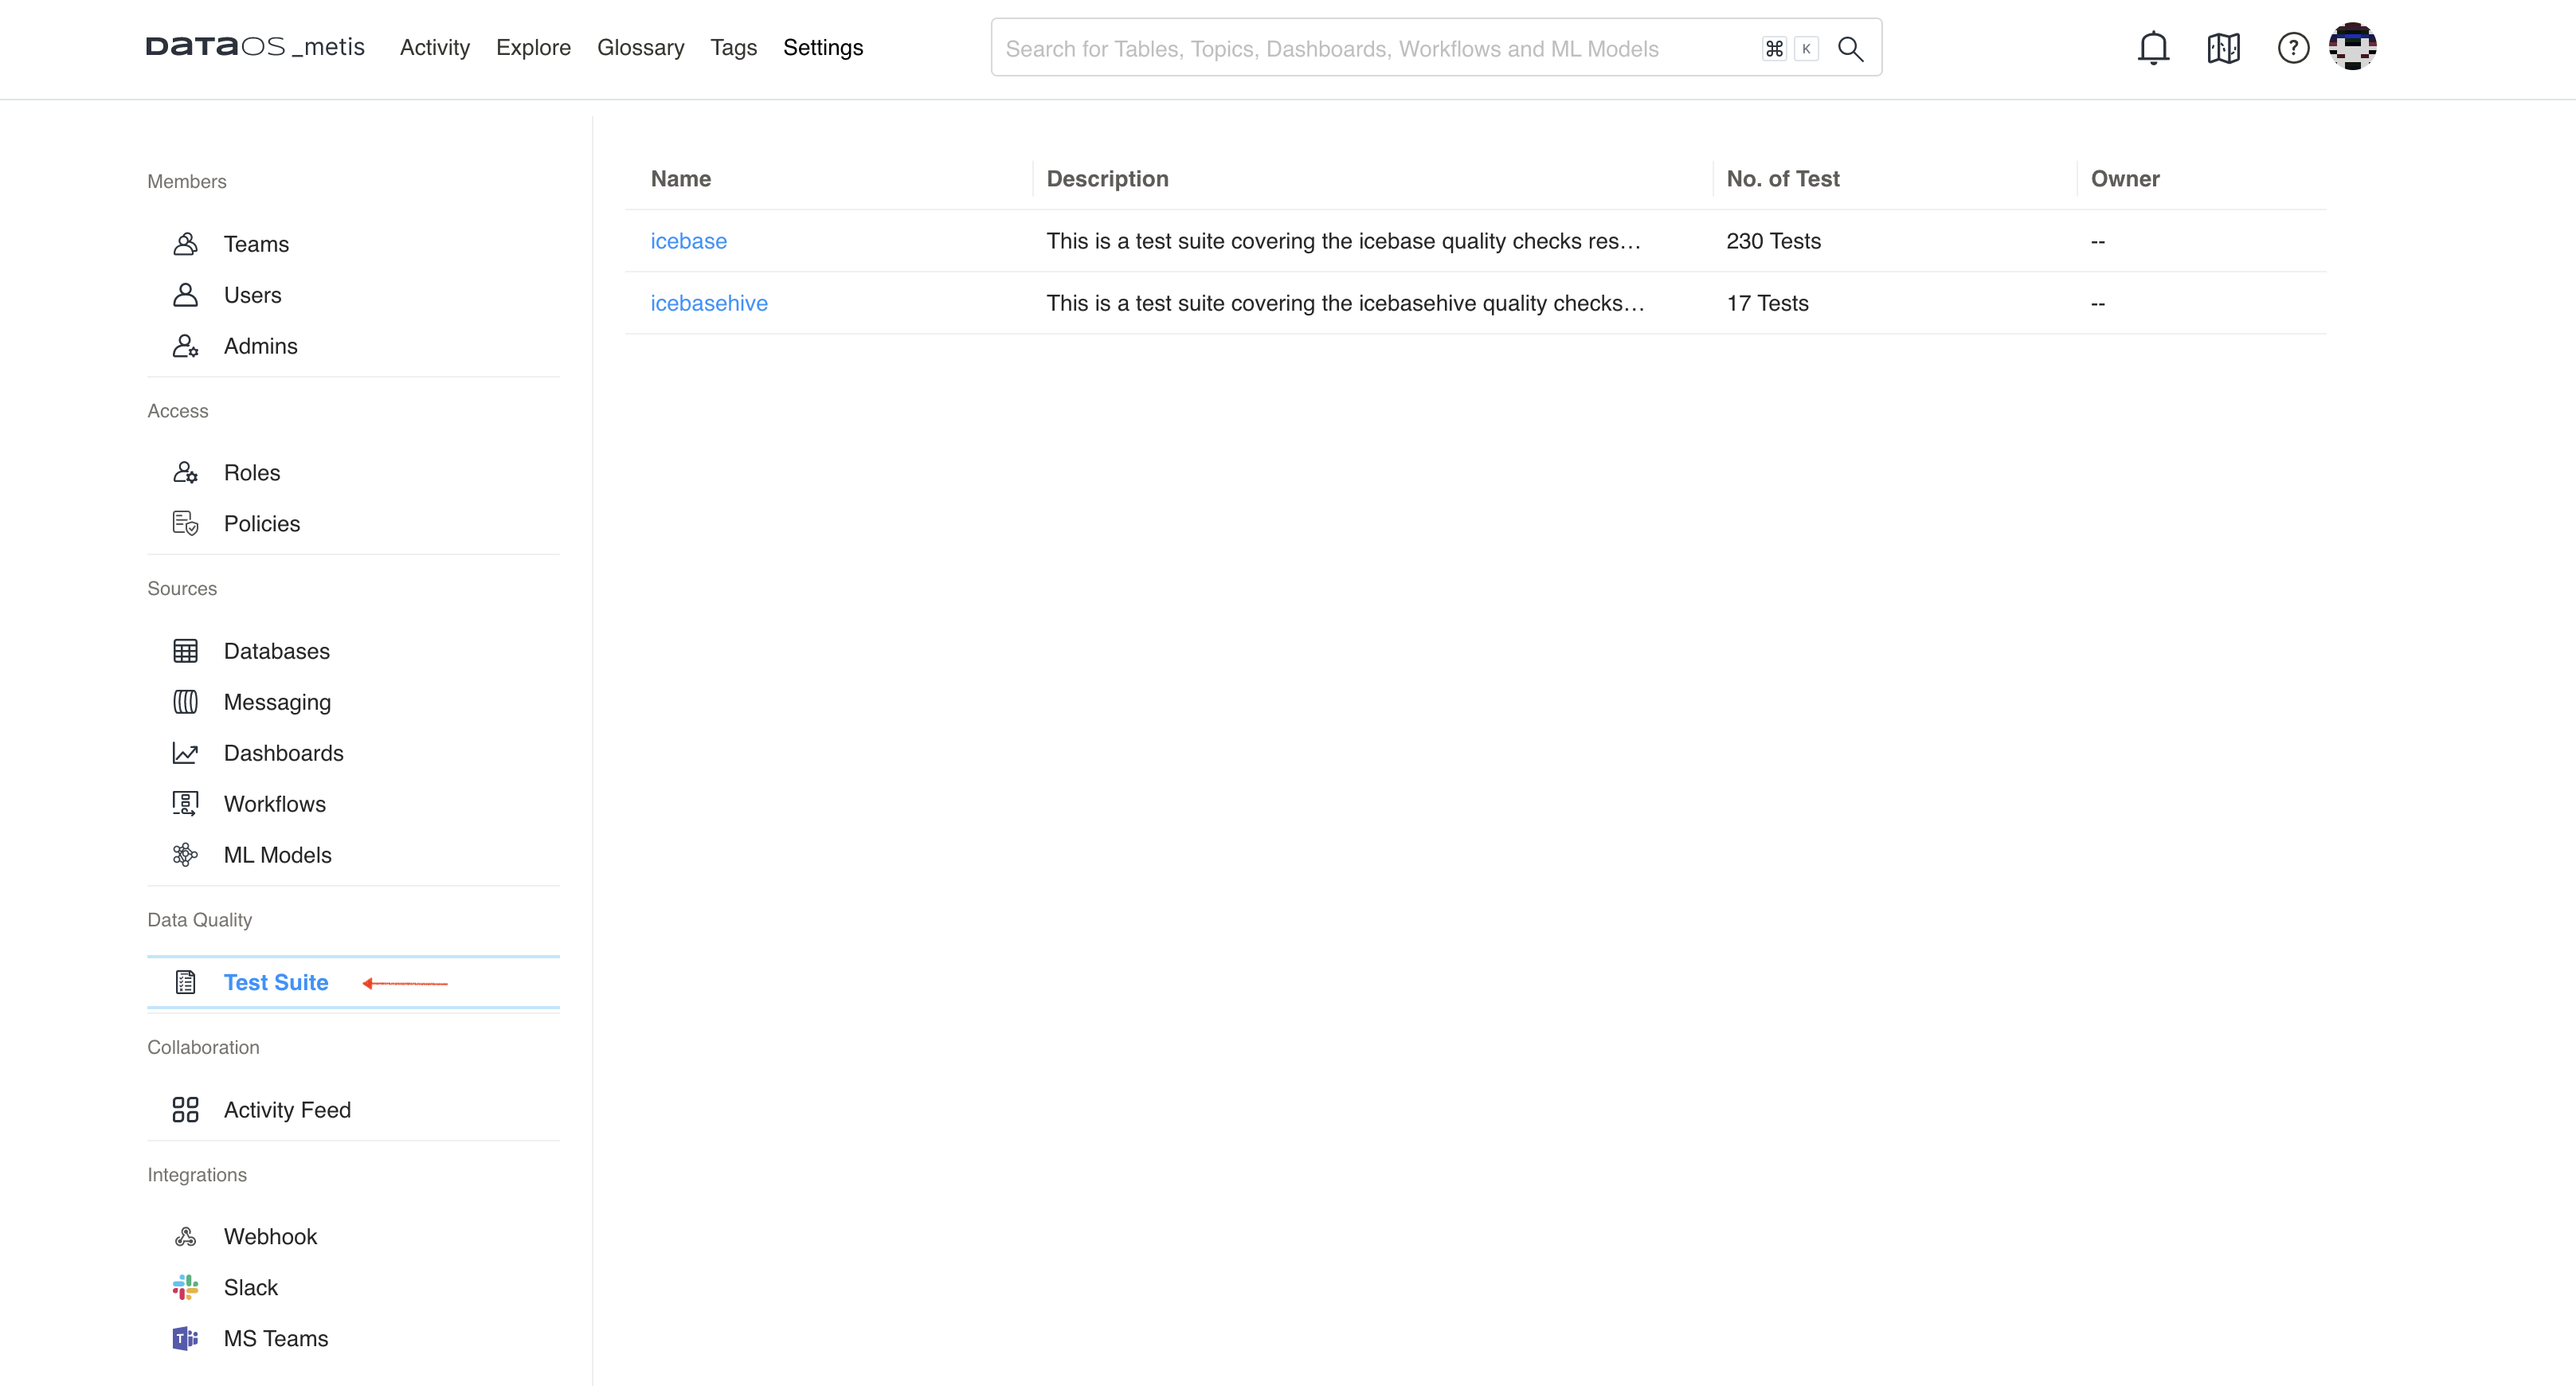 DATAOS _metis Activity Explore Glossary Tags Settings Search for Tables, Topics, Dashboards, Workflows and ML Models ⌘ K ?
Members
Teams
Users
Admins
Access
Roles
Policies
Sources
Databases
Messaging
Dashboards
Workflows
ML Models
Data Quality
Test Suite
Collaboration
Activity Feed
Integrations
Webhook
Slack
MS Teams
Name Description No. of Test Owner
icebase This is a test suite covering the icebase quality checks res... 230 Tests --
icebasehive This is a test suite covering the icebasehive quality checks... 17 Tests --